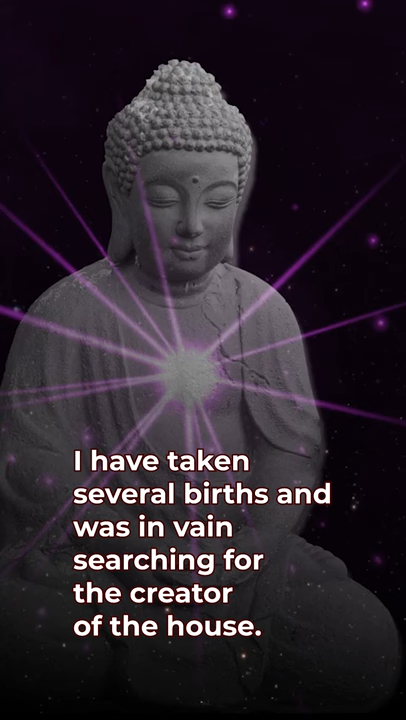 I have taken
several births and
was in vain
searching for
the creator
of the house.